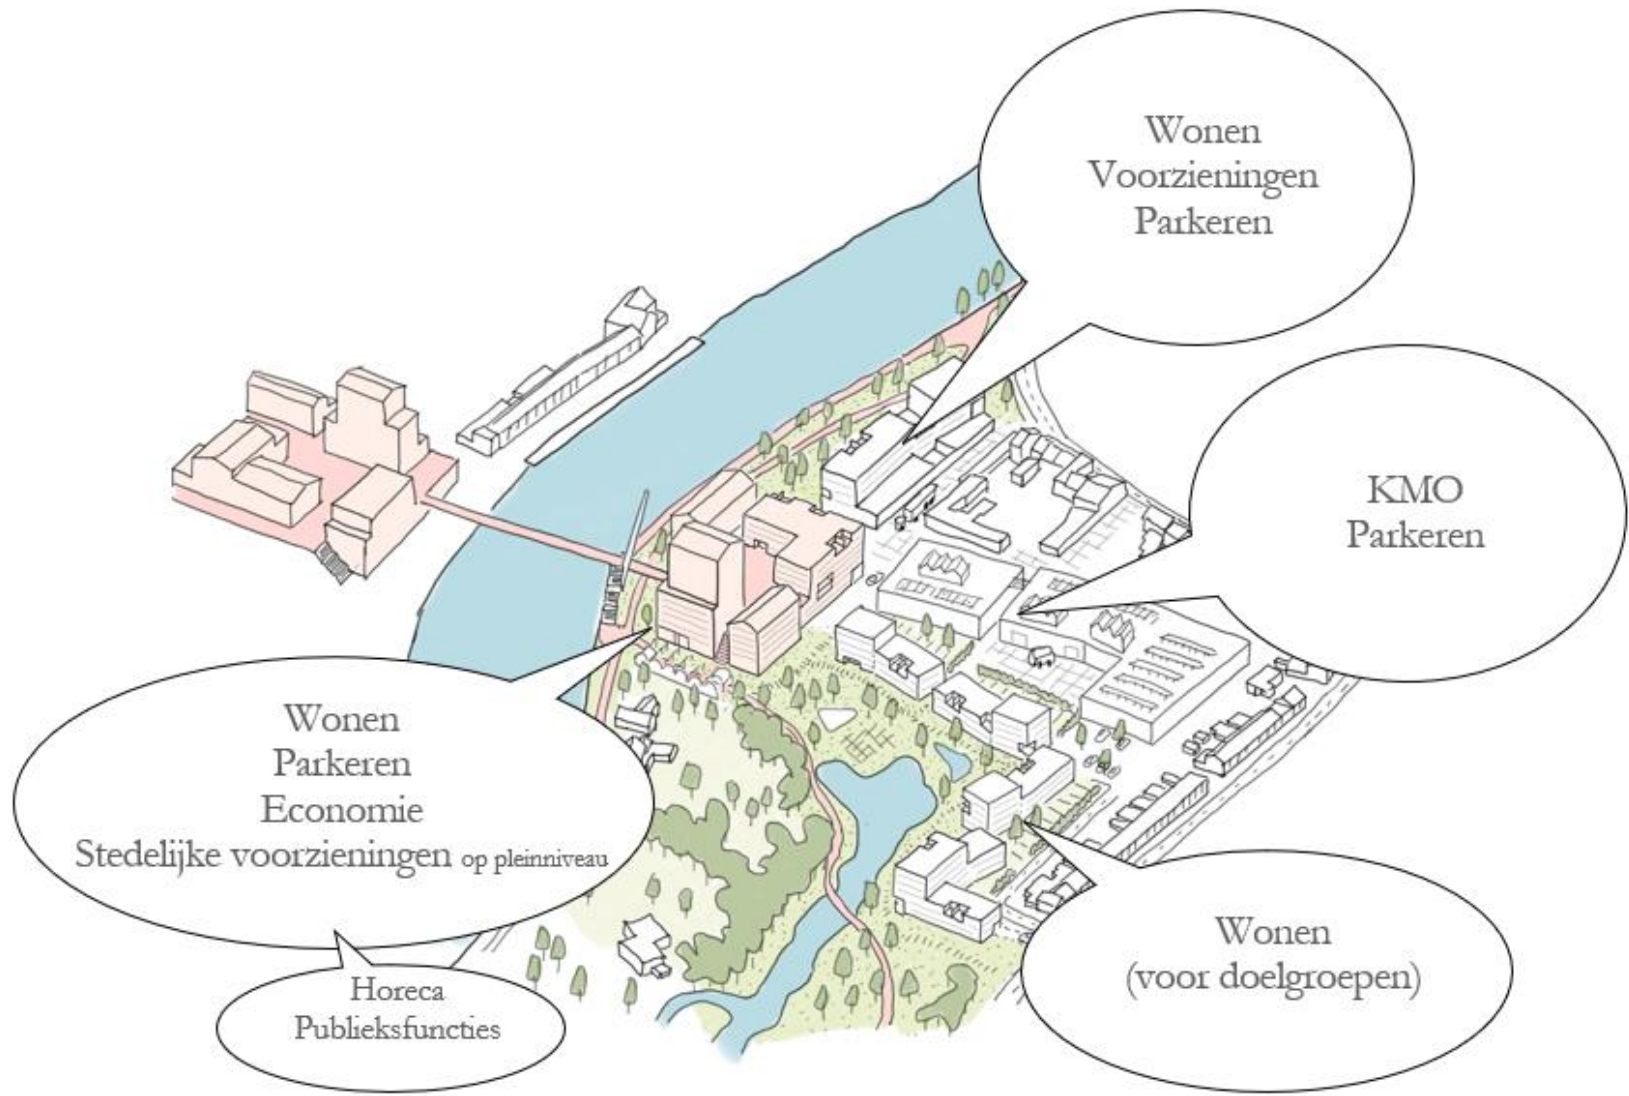 Wonen
Voorzieningen
Parkeren
KMO
Parkeren
Wonen
Parkeren
Economie
Stedelijke voorzieningen op pleinniveau
Horeca
Publieksfuncties
Wonen
(voor doelgroepen)